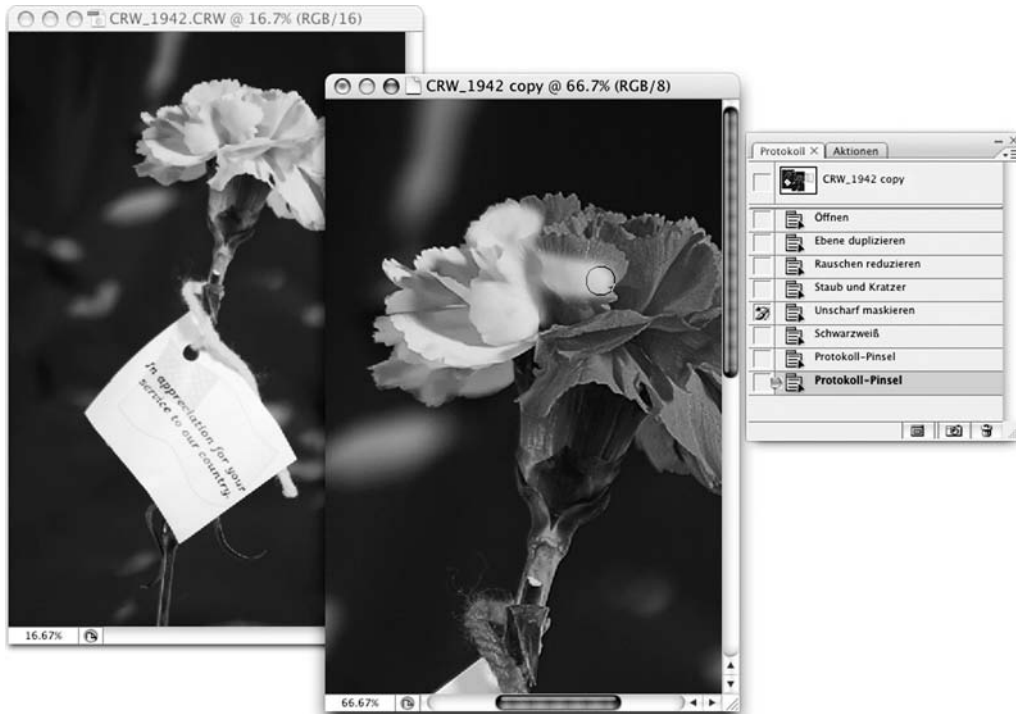 CRW_1942.CRW @ 16.7% (RGB/16)
In appreciation for your
service to our country.
16.67%
CRW_1942 copy @ 66.7% (RGB/8)
66.67%
Protokoll × Aktionen
CRW_1942 copy
Öffnen
Ebene duplizieren
Rauschen reduzieren
Staub und Kratzer
Unscharf maskieren
Schwarzweiß
Protokoll-Pinsel
Protokoll-Pinsel